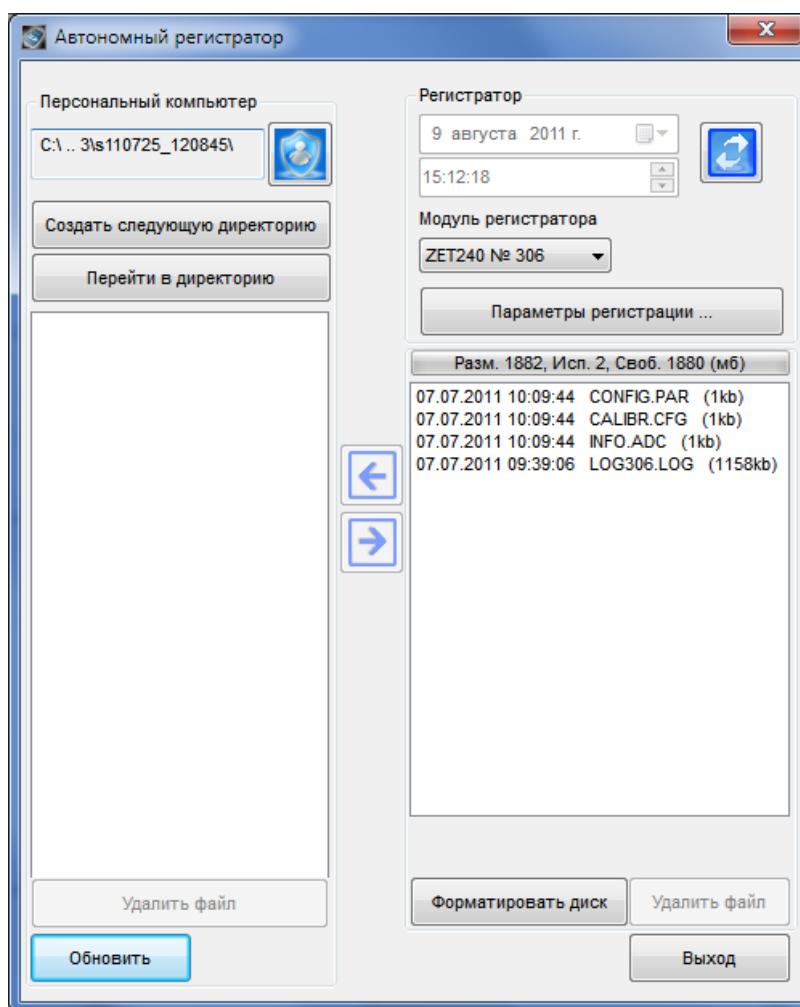 Автономный регистратор
Персональный компьютер
C:\ .. 3\s110725_120845\
Создать следующую директорию
Перейти в директорию
Удалить файл
Обновить
Регистратор
9 августа 2011 г.
15:12:18
Модуль регистратора
ZET240 № 306
Параметры регистрации ...
Разм. 1882, Исп. 2, Своб. 1880 (мб)
07.07.2011 10:09:44 CONFIG.PAR (1kb)
07.07.2011 10:09:44 CALIBR.CFG (1kb)
07.07.2011 10:09:44 INFO.ADC (1kb)
07.07.2011 09:39:06 LOG306.LOG (1158kb)
Форматировать диск
Удалить файл
Выход